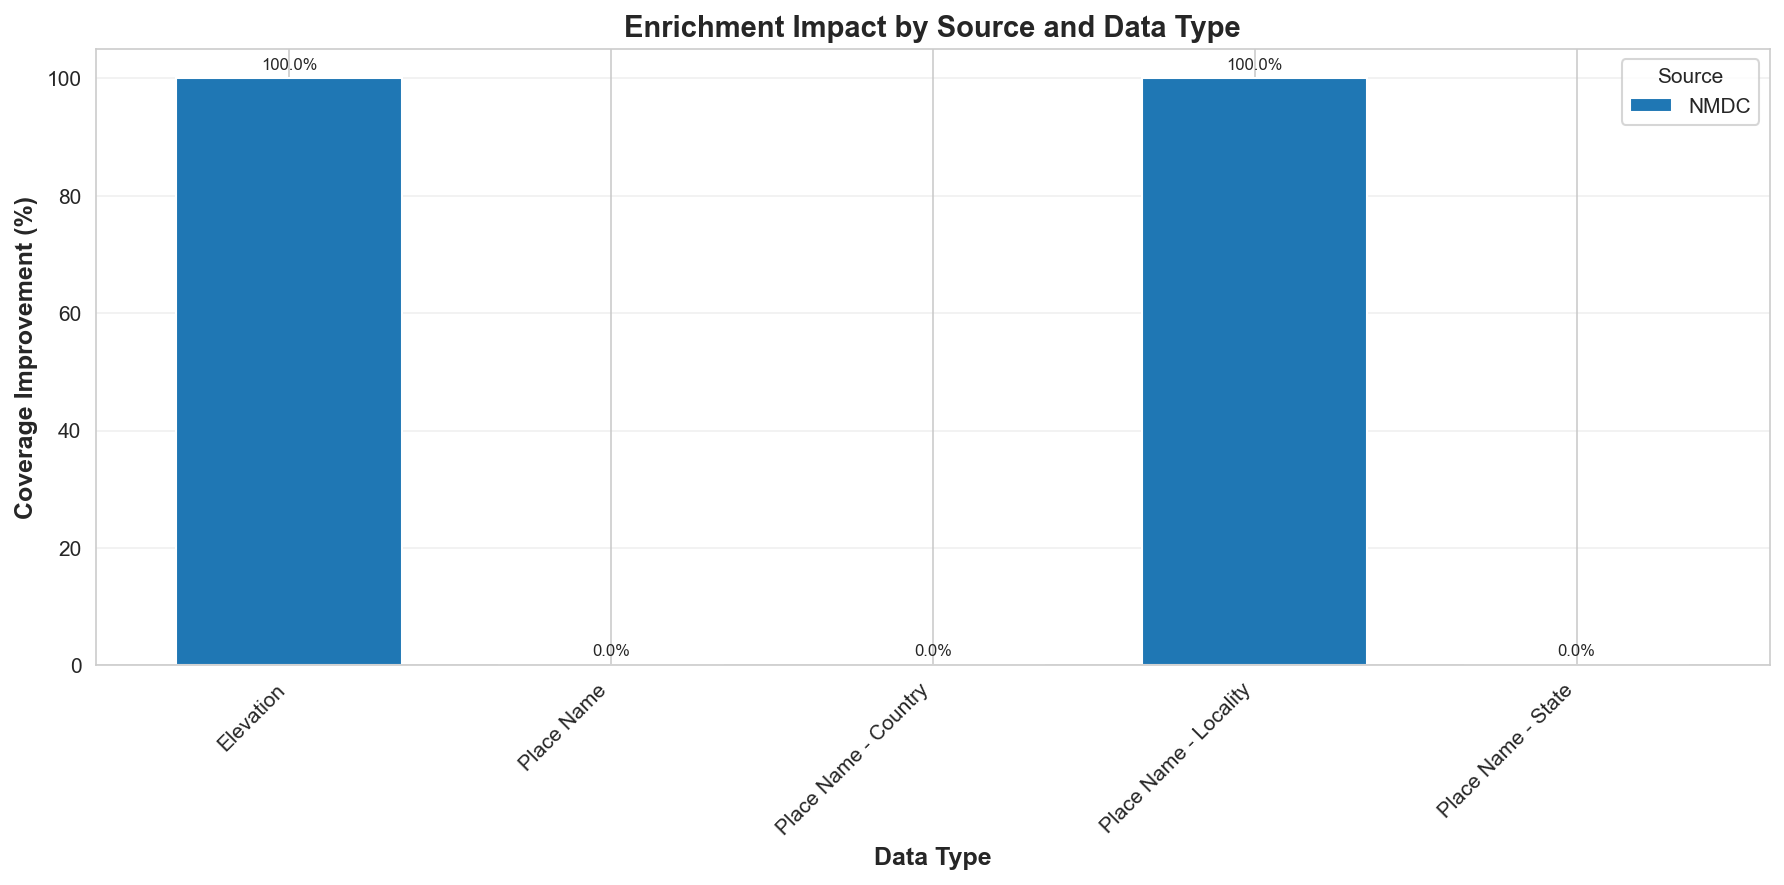 Enrichment Impact by Source and Data Type
Coverage Improvement (%)
100
80
60
40
20
0
100.0%
0.0%
0.0%
100.0%
0.0%
Source
NMDC
Elevation
Place Name
Place Name - Country
Place Name - Locality
Place Name - State
Data Type